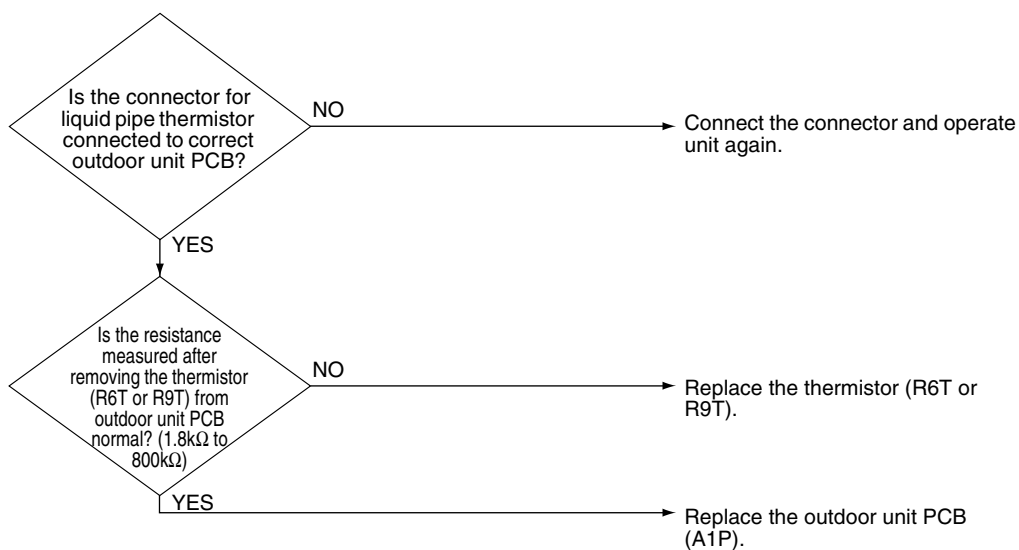 Is the connector for
liquid pipe thermistor
connected to correct
outdoor unit PCB?
NO
Connect the connector and operate
unit again.
YES
Is the resistance
measured after
removing the thermistor
(R6T or R9T) from
outdoor unit PCB
normal? (1.8kΩ to
800kΩ)
NO
Replace the thermistor (R6T or
R9T).
YES
Replace the outdoor unit PCB
(A1P).